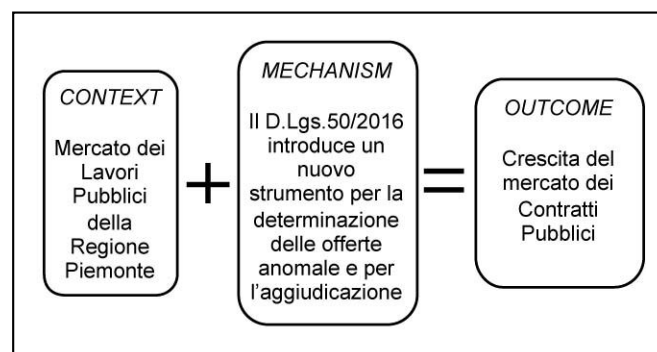 CONTEXT
Mercato dei
Lavori
Pubblici
della
Regione
Piemonte
+
MECHANISM
Il D.Lgs.50/2016
introduce un
nuovo
strumento per la
determinazione
delle offerte
anomale e per
l'aggiudicazione
=
OUTCOME
Crescita del
mercato dei
Contratti
Pubblici